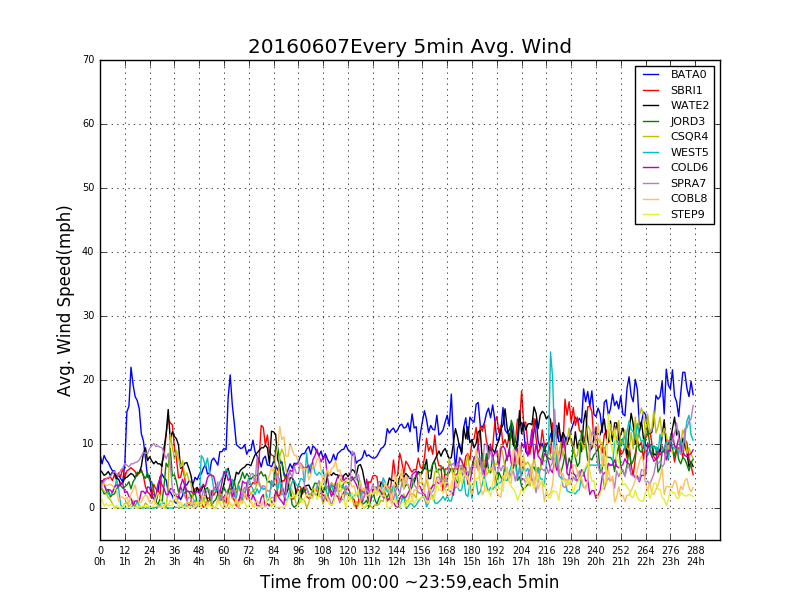 20160607Every 5min Avg. Wind
70
60
50
40
30
20
10
0
Avg. Wind Speed(mph)
BATA0
SBRI1
WATE2
JORD3
CSQR4
WEST5
COLD6
SPRA7
COBL8
STEP9
0 12 24 36 48 60 72 84 96 108 120 132 144 156 168 180 192 204 216 228 240 252 264 276 288
0h 1h 2h 3h 4h 5h 6h 7h 8h 9h 10h 11h 12h 13h 14h 15h 16h 17h 18h 19h 20h 21h 22h 23h 24h
Time from 00:00 ~23:59,each 5min